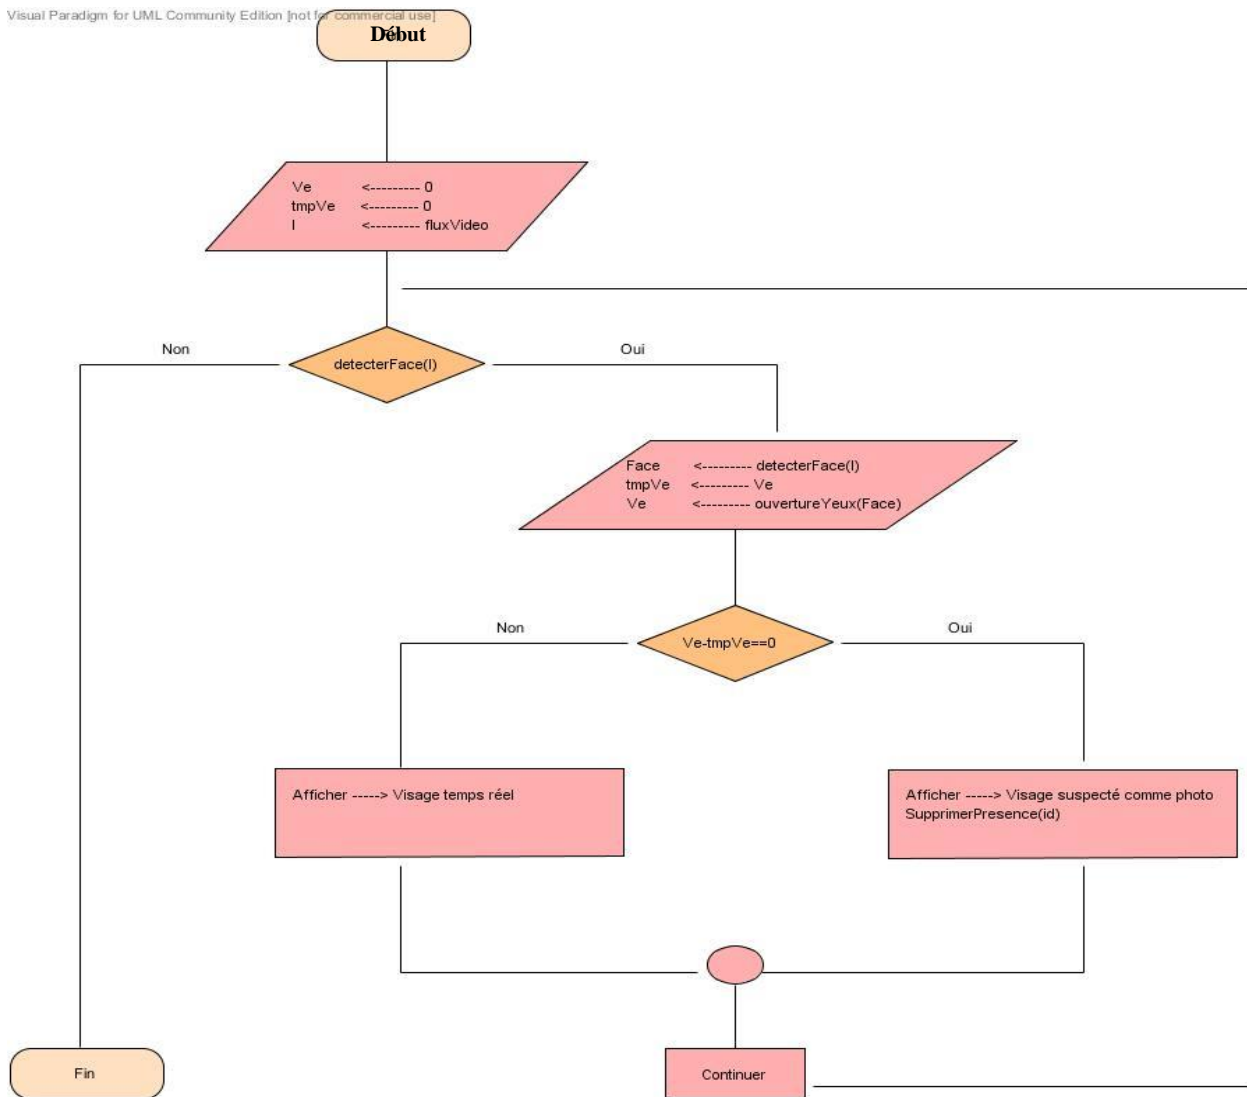 Visual Paradigm for UML Community Edition [not for commercial use]
Début
Ve <--------- 0
tmpVe <--------- 0
I <--------- fluxVideo
Non
detecterFace(I)
Oui
Face <--------- detecterFace(I)
tmpVe <--------- Ve
Ve <--------- ouvertureYeux(Face)
Non
Ve-tmpVe==0
Oui
Afficher -----> Visage temps réel
Afficher -----> Visage suspecté comme photo
SupprimerPresence(id)
Fin
Continuer